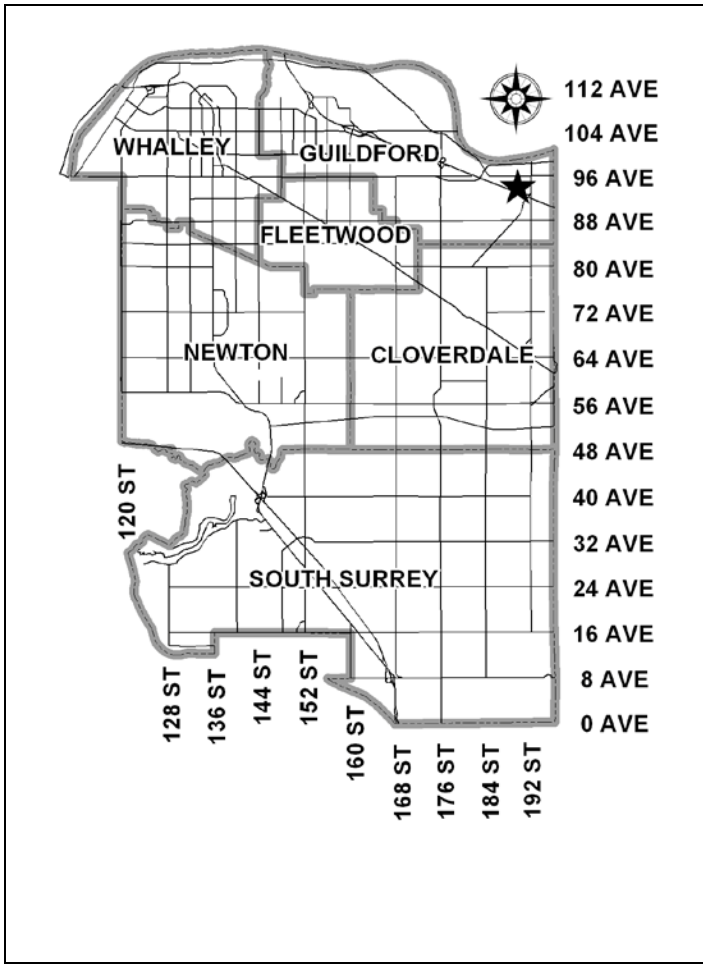 112 AVE
104 AVE
WHALLEY
GUILDFORD
96 AVE
88 AVE
FLEETWOOD
80 AVE
72 AVE
NEWTON
CLOVERDALE
64 AVE
56 AVE
48 AVE
120 ST
40 AVE
32 AVE
SOUTH SURREY
24 AVE
16 AVE
8 AVE
0 AVE
128 ST
136 ST
144 ST
152 ST
160 ST
168 ST
176 ST
184 ST
192 ST